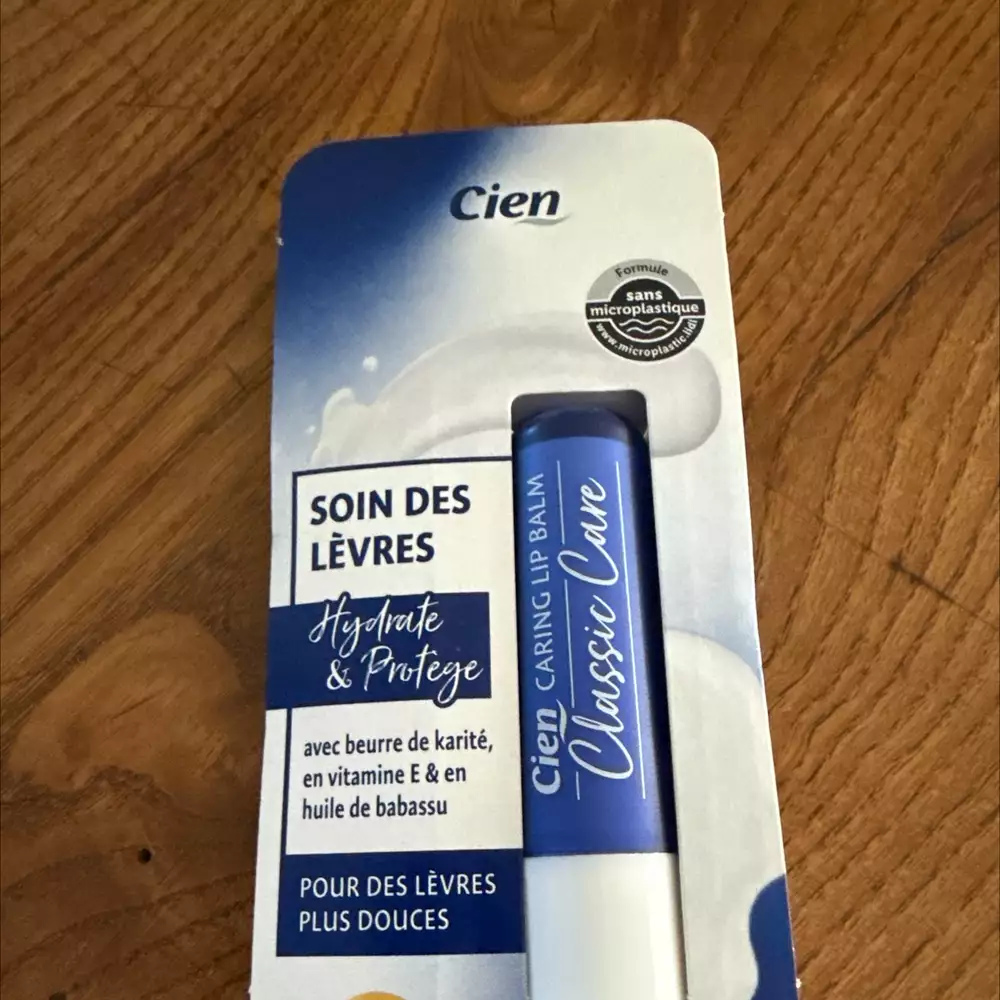 Cien
Formule
sans
microplastique
www.microplastic.lidl
SOIN DES
LÈVRES
Hydrate
& Protège
avec beurre de karité,
en vitamine E & en
huile de babassu
POUR DES LÈVRES
PLUS DOUCES
Cien CARING LIP BALM
Classic Care